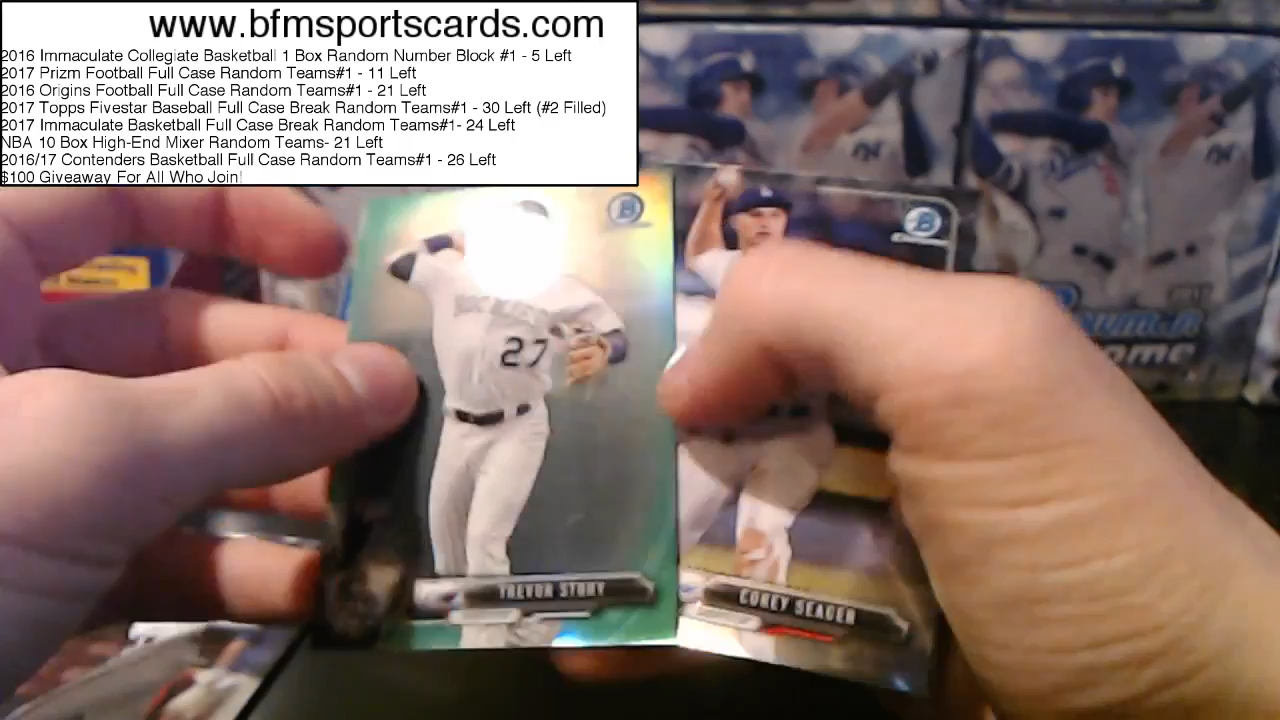 www.bfmsportscards.com
2016 Immaculate Collegiate Basketball 1 Box Random Number Block #1 - 5 Left
2017 Prizm Football Full Case Random Teams#1 - 11 Left
2016 Origins Football Full Case Random Teams#1 - 21 Left
2017 Topps Fivestar Baseball Full Case Break Random Teams#1 - 30 Left (#2 Filled)
2017 Immaculate Basketball Full Case Break Random Teams#1- 24 Left
NBA 10 Box High-End Mixer Random Teams- 21 Left
2016/17 Contenders Basketball Full Case Random Teams#1 - 26 Left
$100 Giveaway For All Who Join!
27
TREVOR STORY
COREY SEAGER